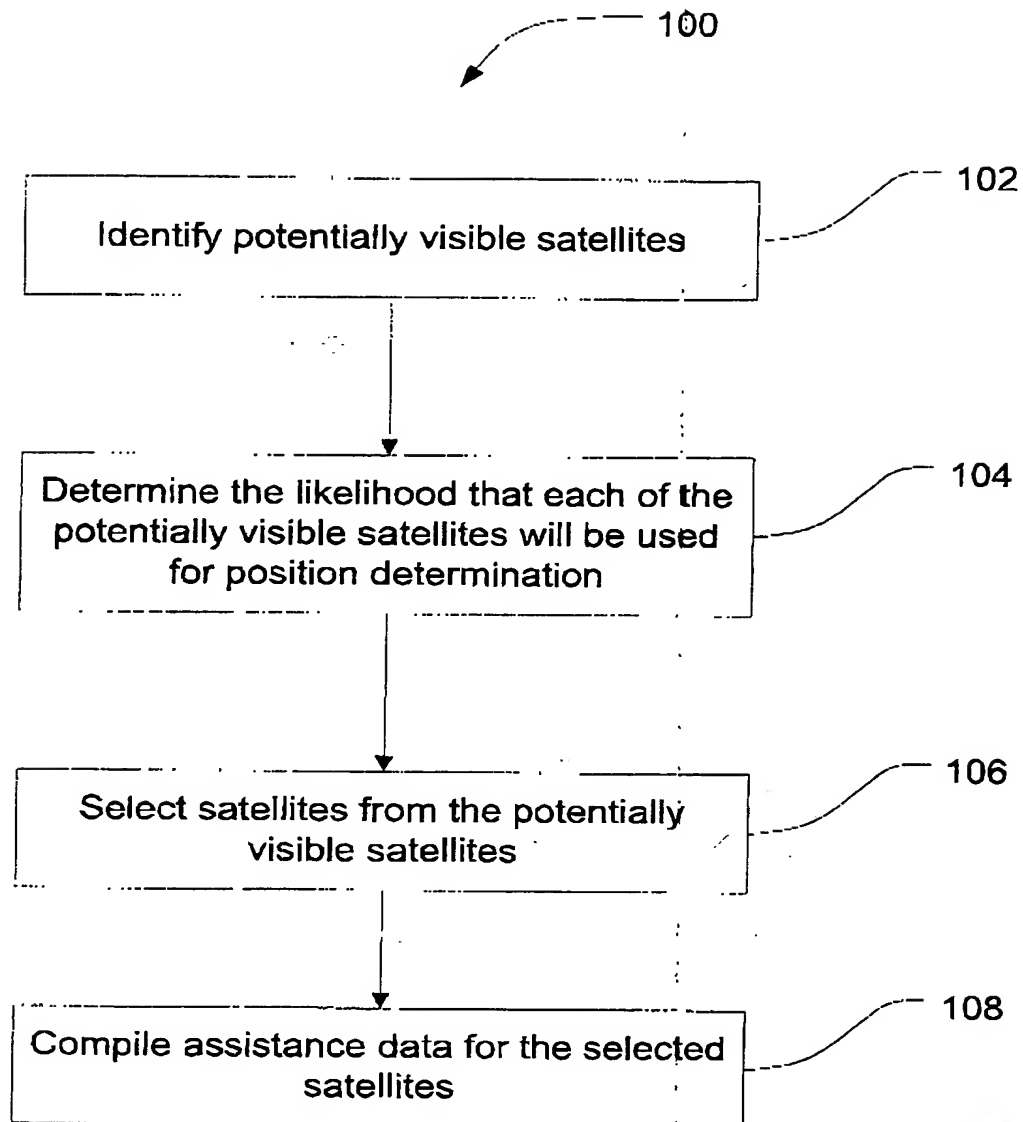 100
102
Identify potentially visible satellites
104
Determine the likelihood that each of the
potentially visible satellites will be used
for position determination
106
Select satellites from the potentially
visible satellites
108
Compile assistance data for the selected
satellites